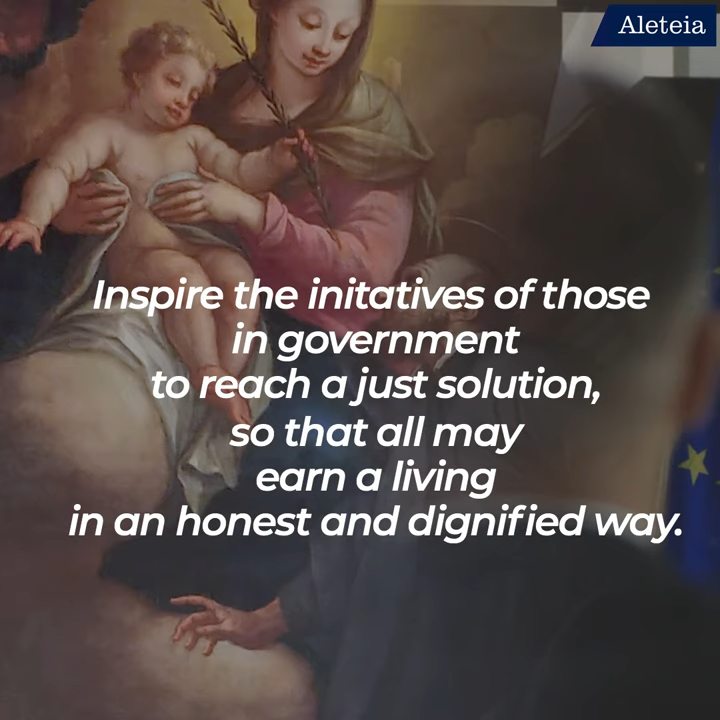 Aleteia
Inspire the initatives of those
in government
to reach a just solution,
so that all may
earn a living
in an honest and dignified way.